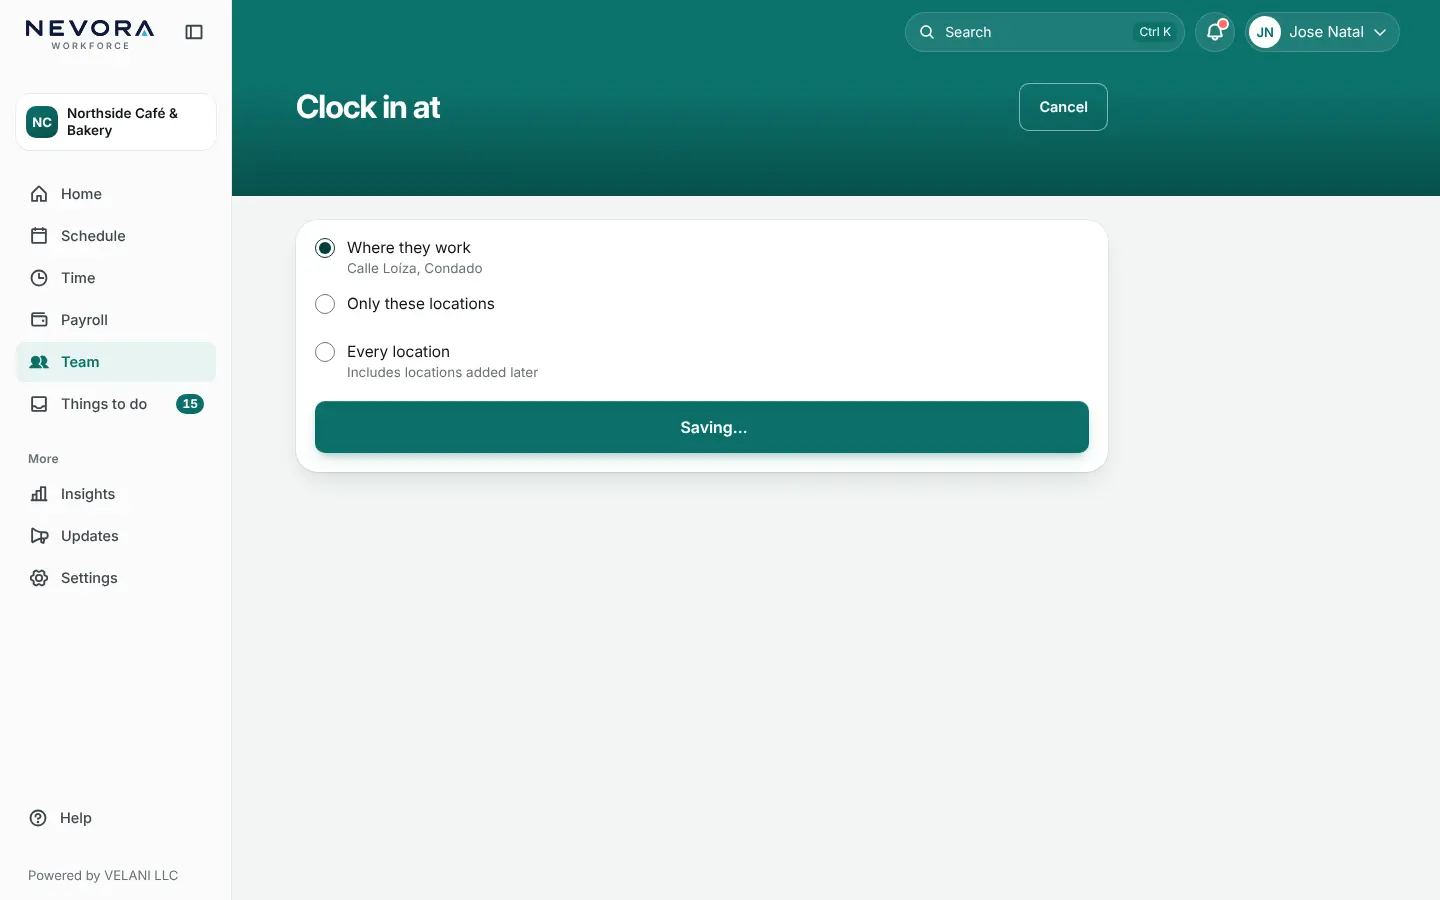 NEVORA
WORKFORCE
Search
Ctrl K
JN
Jose Natal
NC
Northside Café &
Bakery
Clock in at
Cancel
Home
Schedule
Time
Payroll
Team
Things to do
15
More
Insights
Updates
Settings
Help
Powered by VELANI LLC
Where they work
Calle Loíza, Condado
Only these locations
Every location
Includes locations added later
Saving...